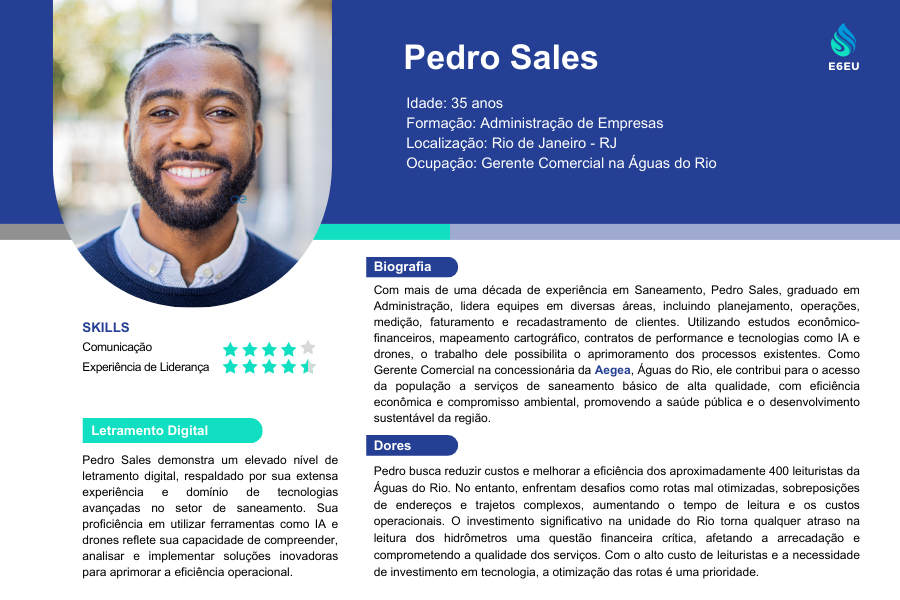 Pedro Sales
E6EU
Idade: 35 anos
Formação: Administração de Empresas
Localização: Rio de Janeiro - RJ
Ocupação: Gerente Comercial na Águas do Rio
SKILLS
Comunicação
Experiência de Liderança
Letramento Digital
Pedro Sales demonstra um elevado nível de
letramento digital, respaldado por sua extensa
experiência e domínio de tecnologias
avançadas no setor de saneamento. Sua
proficiência em utilizar ferramentas como IA e
drones reflete sua capacidade de compreender,
analisar e implementar soluções inovadoras
para aprimorar a eficiência operacional.
Biografia
Com mais de uma década de experiência em Saneamento, Pedro Sales, graduado em
Administração, lidera equipes em diversas áreas, incluindo planejamento, operações,
medição, faturamento e recadastramento de clientes. Utilizando estudos econômico-
financeiros, mapeamento cartográfico, contratos de performance e tecnologias como IA e
drones, o trabalho dele possibilita o aprimoramento dos processos existentes. Como
Gerente Comercial na concessionária da Aegea, Águas do Rio, ele contribui para o acesso
da população a serviços de saneamento básico de alta qualidade, com eficiência
econômica e compromisso ambiental, promovendo a saúde pública e o desenvolvimento
sustentável da região.
Dores
Pedro busca reduzir custos e melhorar a eficiência dos aproximadamente 400 leituristas da
Águas do Rio. No entanto, enfrentam desafios como rotas mal otimizadas, sobreposições
de endereços e trajetos complexos, aumentando o tempo de leitura e os custos
operacionais. O investimento significativo na unidade do Rio torna qualquer atraso na
leitura dos hidrômetros uma questão financeira crítica, afetando a arrecadação e
comprometendo a qualidade dos serviços. Com o alto custo de leituristas e a necessidade
de investimento em tecnologia, a otimização das rotas é uma prioridade.